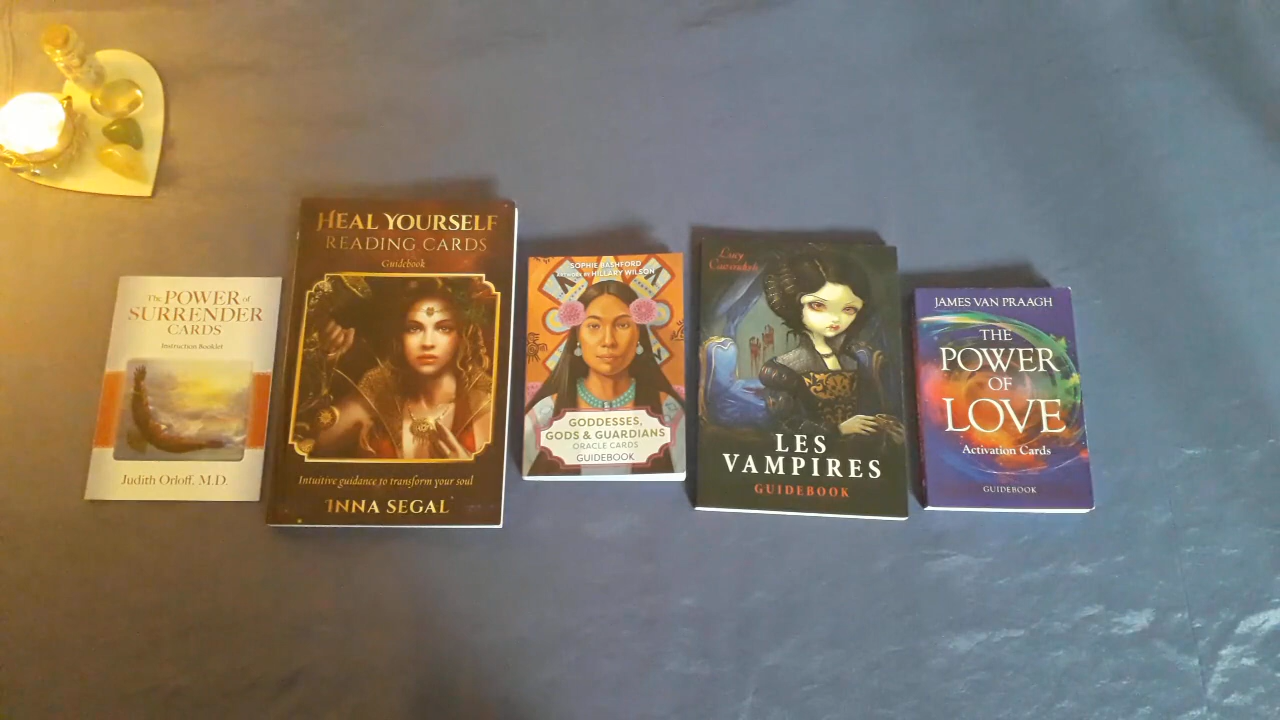 The POWER of
SURRENDER
CARDS
Instruction Booklet
Judith Orloff, M.D.
HEAL YOURSELF
READING CARDS
Guidebook
Intuitive guidance to transform your soul
INNA SEGAL
SOPHIE BASHFORD
ARTWORK BY HILLARY WILSON
GODDESSES,
GODS & GUARDIANS
ORACLE CARDS
GUIDEBOOK
Lucy
Cavendish
LES
VAMPIRES
GUIDEBOOK
JAMES VAN PRAAGH
THE
POWER
OF
LOVE
Activation Cards
GUIDEBOOK